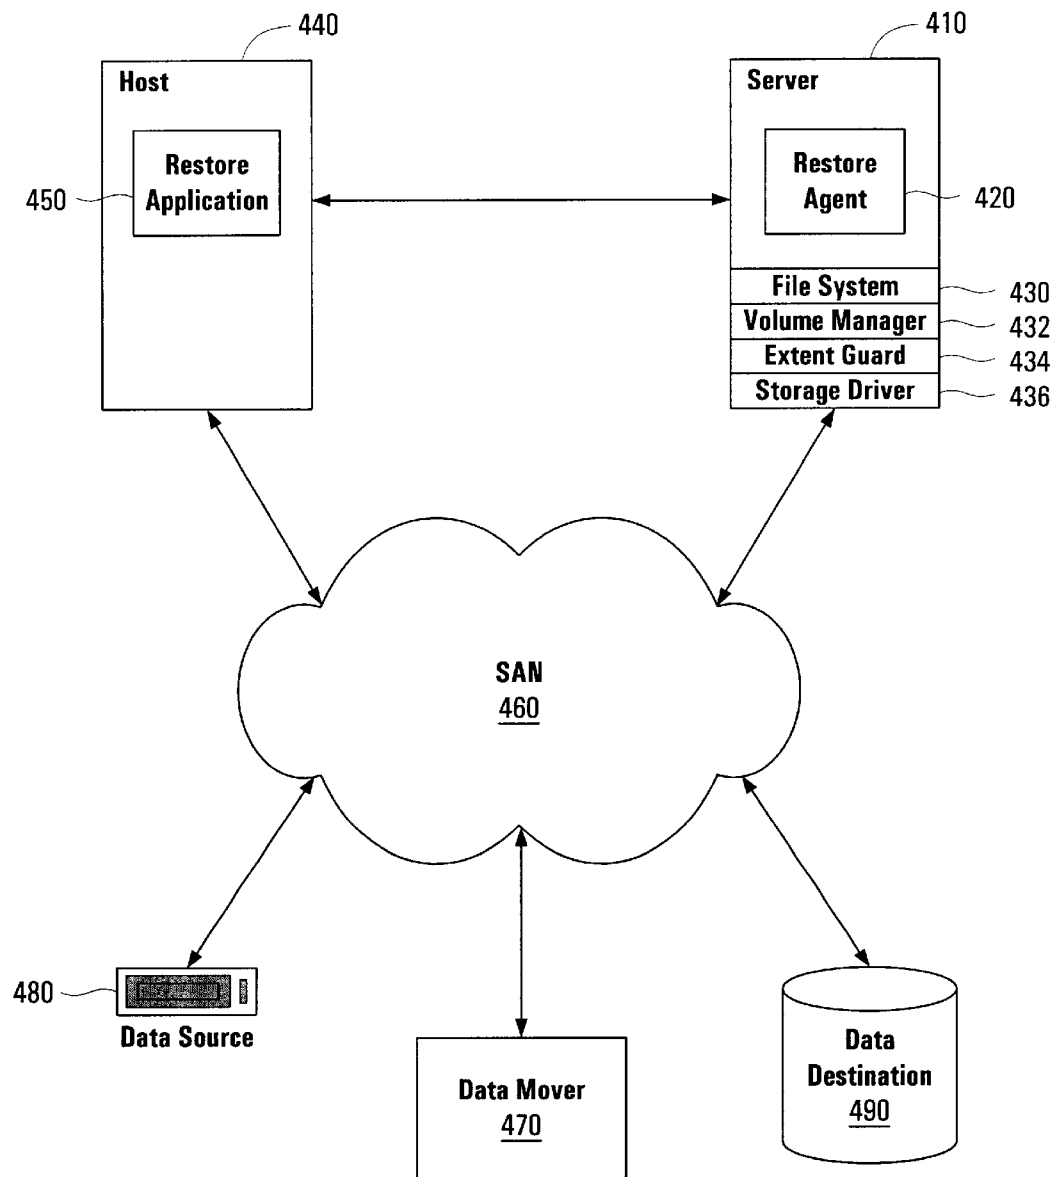 440
410
Host
Server
Restore
Application
450
Restore
Agent
420
File System
430
Volume Manager
432
Extent Guard
434
Storage Driver
436
SAN
460
480
Data Source
Data Mover
470
Data
Destination
490